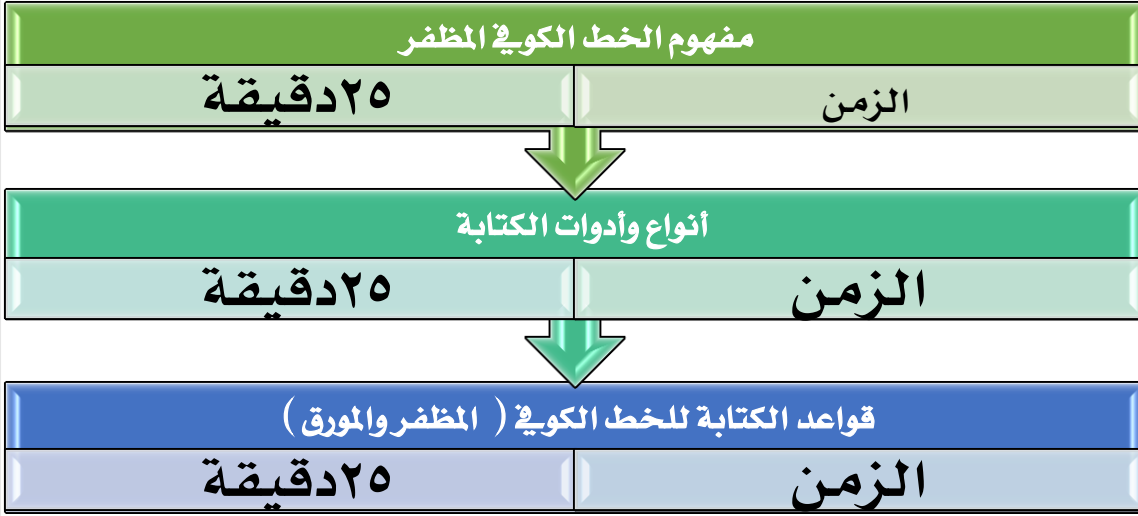 مفهوم الخط الكوفي المظفر
الزمن ٢٥دقيقة
أنواع وأدوات الكتابة
الزمن ٢٥دقيقة
قواعد الكتابة للخط الكوفي ( المظفر والمورق )
الزمن ٢٥دقيقة